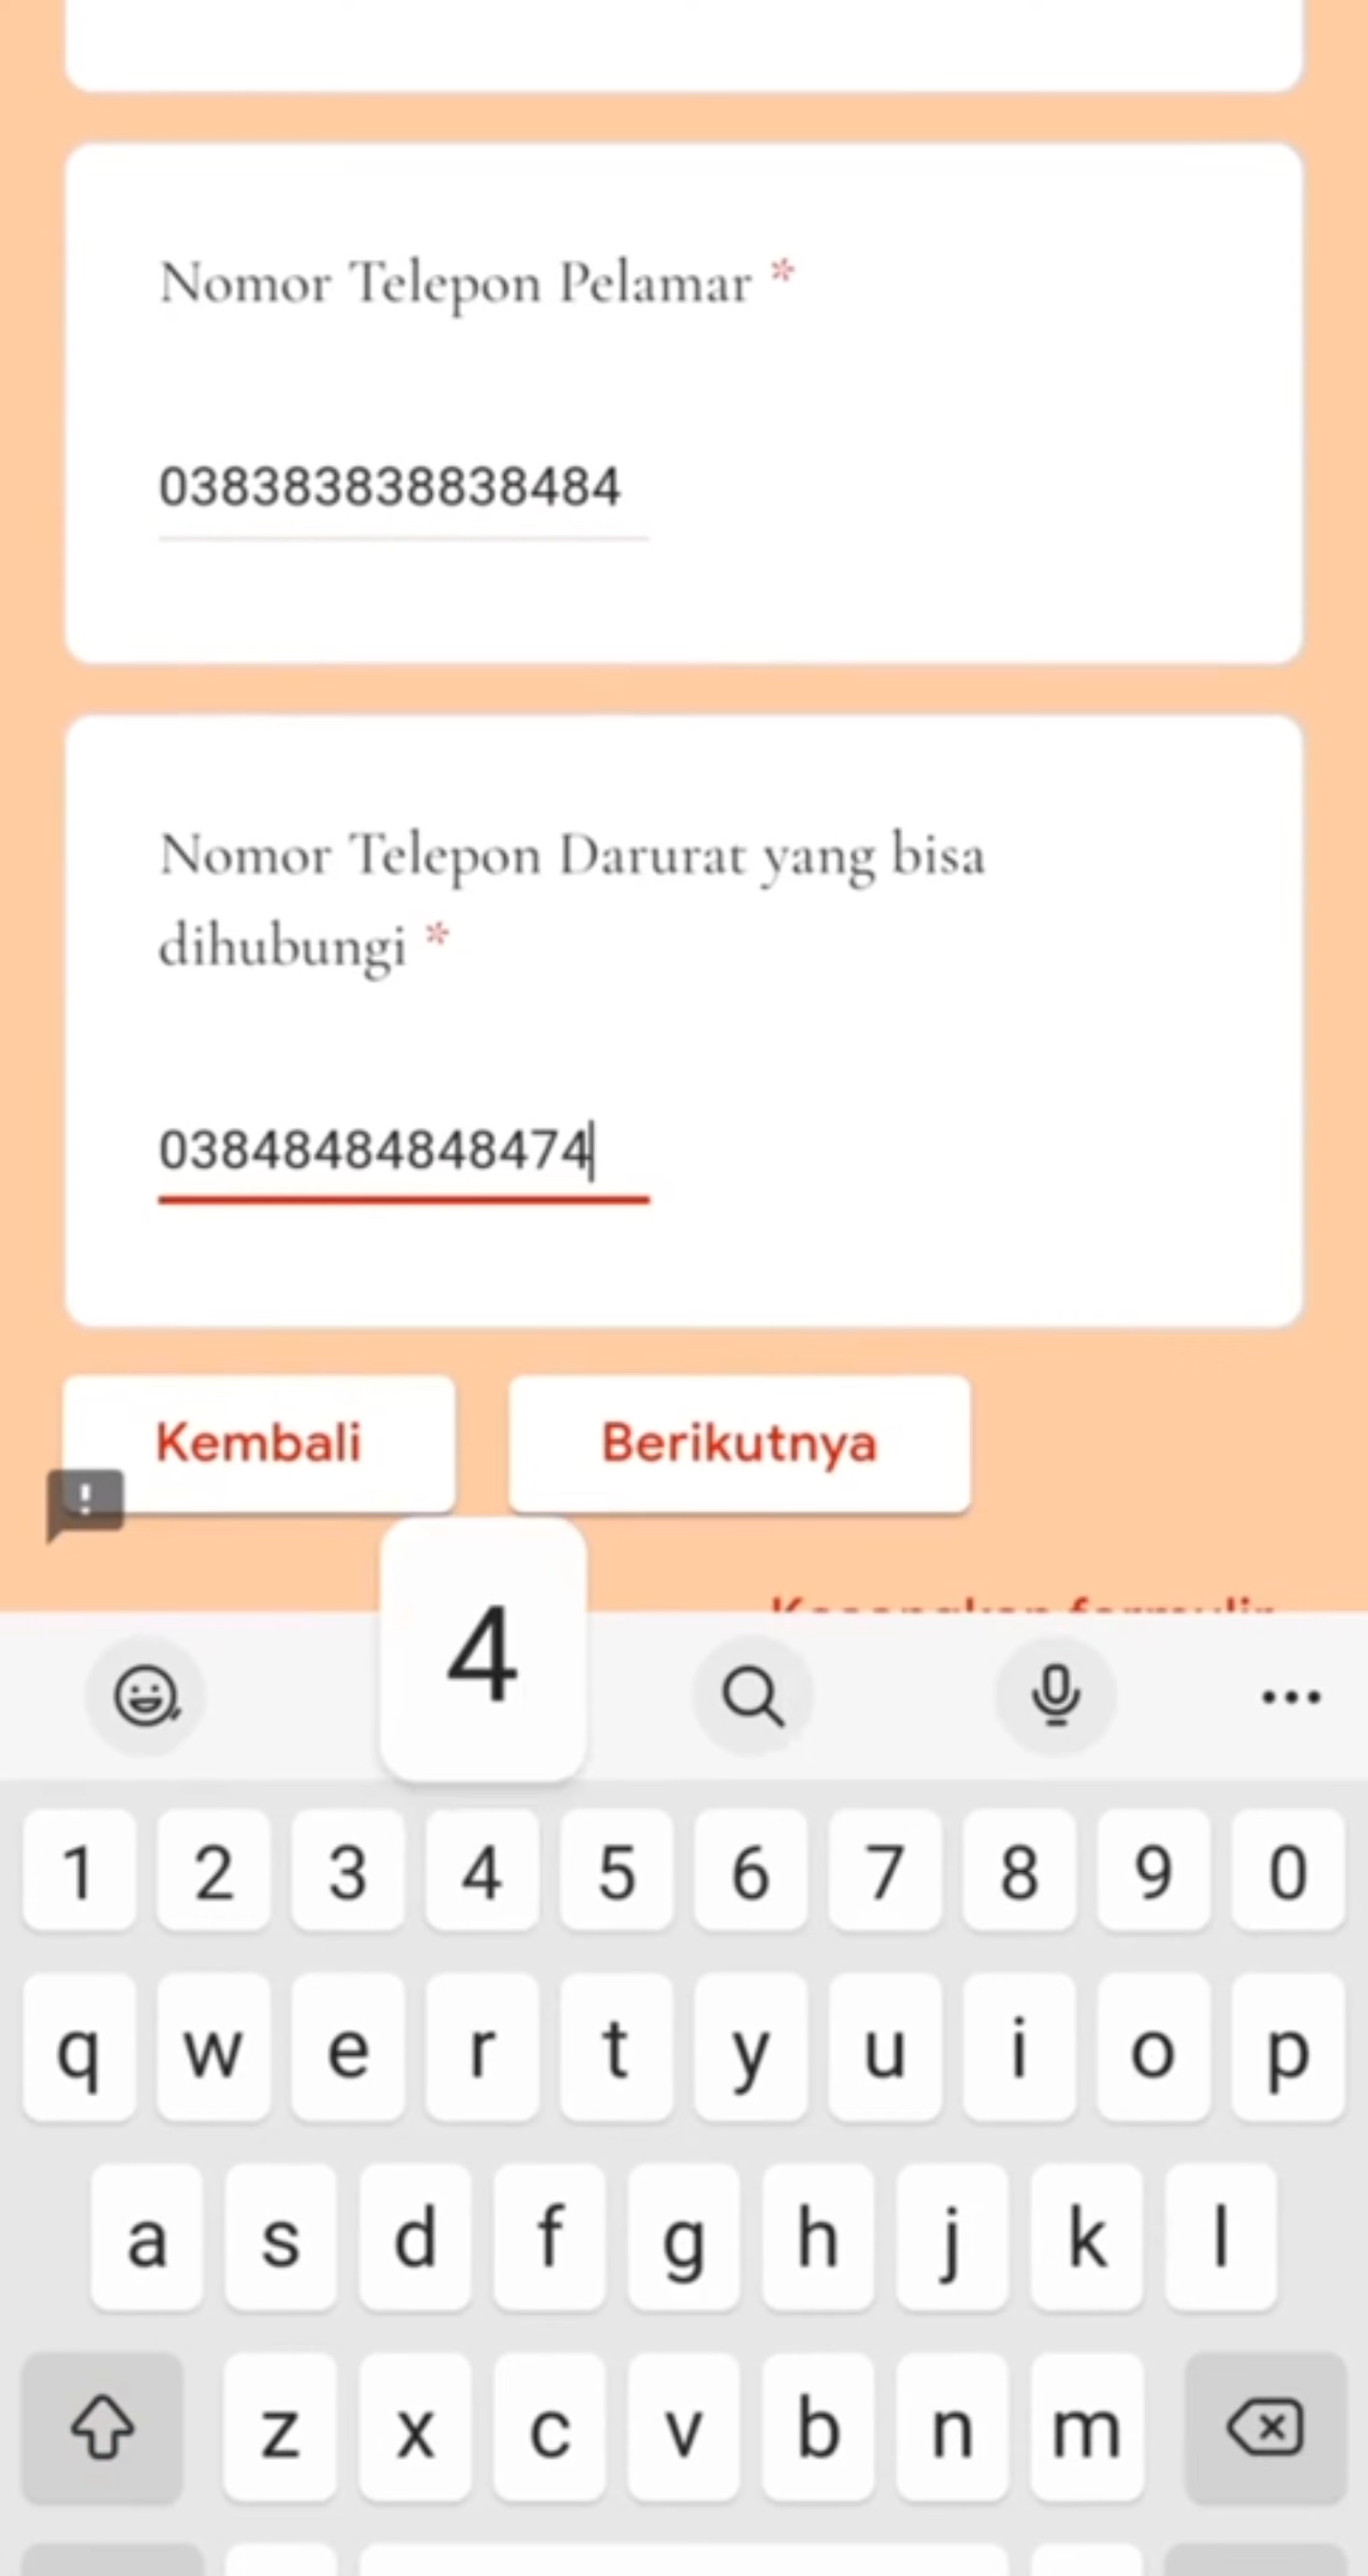 Nomor Telepon Pelamar *
038383838838484
Nomor Telepon Darurat yang bisa
dihubungi *
03848484848474
Kembali
Berikutnya
4
1 2 3 4 5 6 7 8 9 0
q w e r t y u i o p
a s d f g h j k l
z x c v b n m